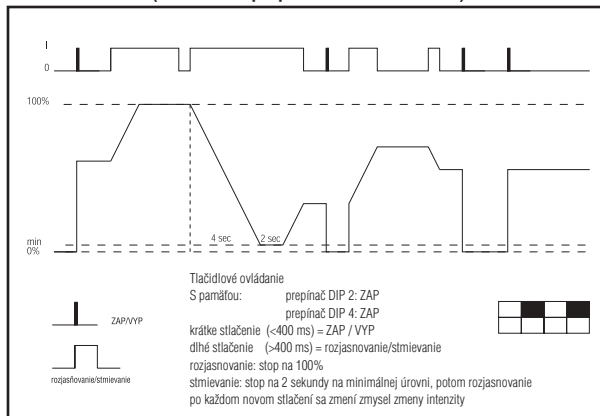 I
0
100%
4 sec
2 sec
min
0%
Tlačidlové ovládanie
S pamäťou: prepínač DIP 2: ZAP
prepínač DIP 4: ZAP
ZAP/VYP
krátke stlačenie (<400 ms) = ZAP / VYP
dlhé stlačenie (>400 ms) = rozjasnovanie/stmievanie
rozjasňovanie/stmievanie
rozjasnovanie: stop na 100%
stmievanie: stop na 2 sekundy na minimálnej úrovni, potom rozjasnovanie
po každom novom stlačení sa zmení zmysel zmeny intenzity